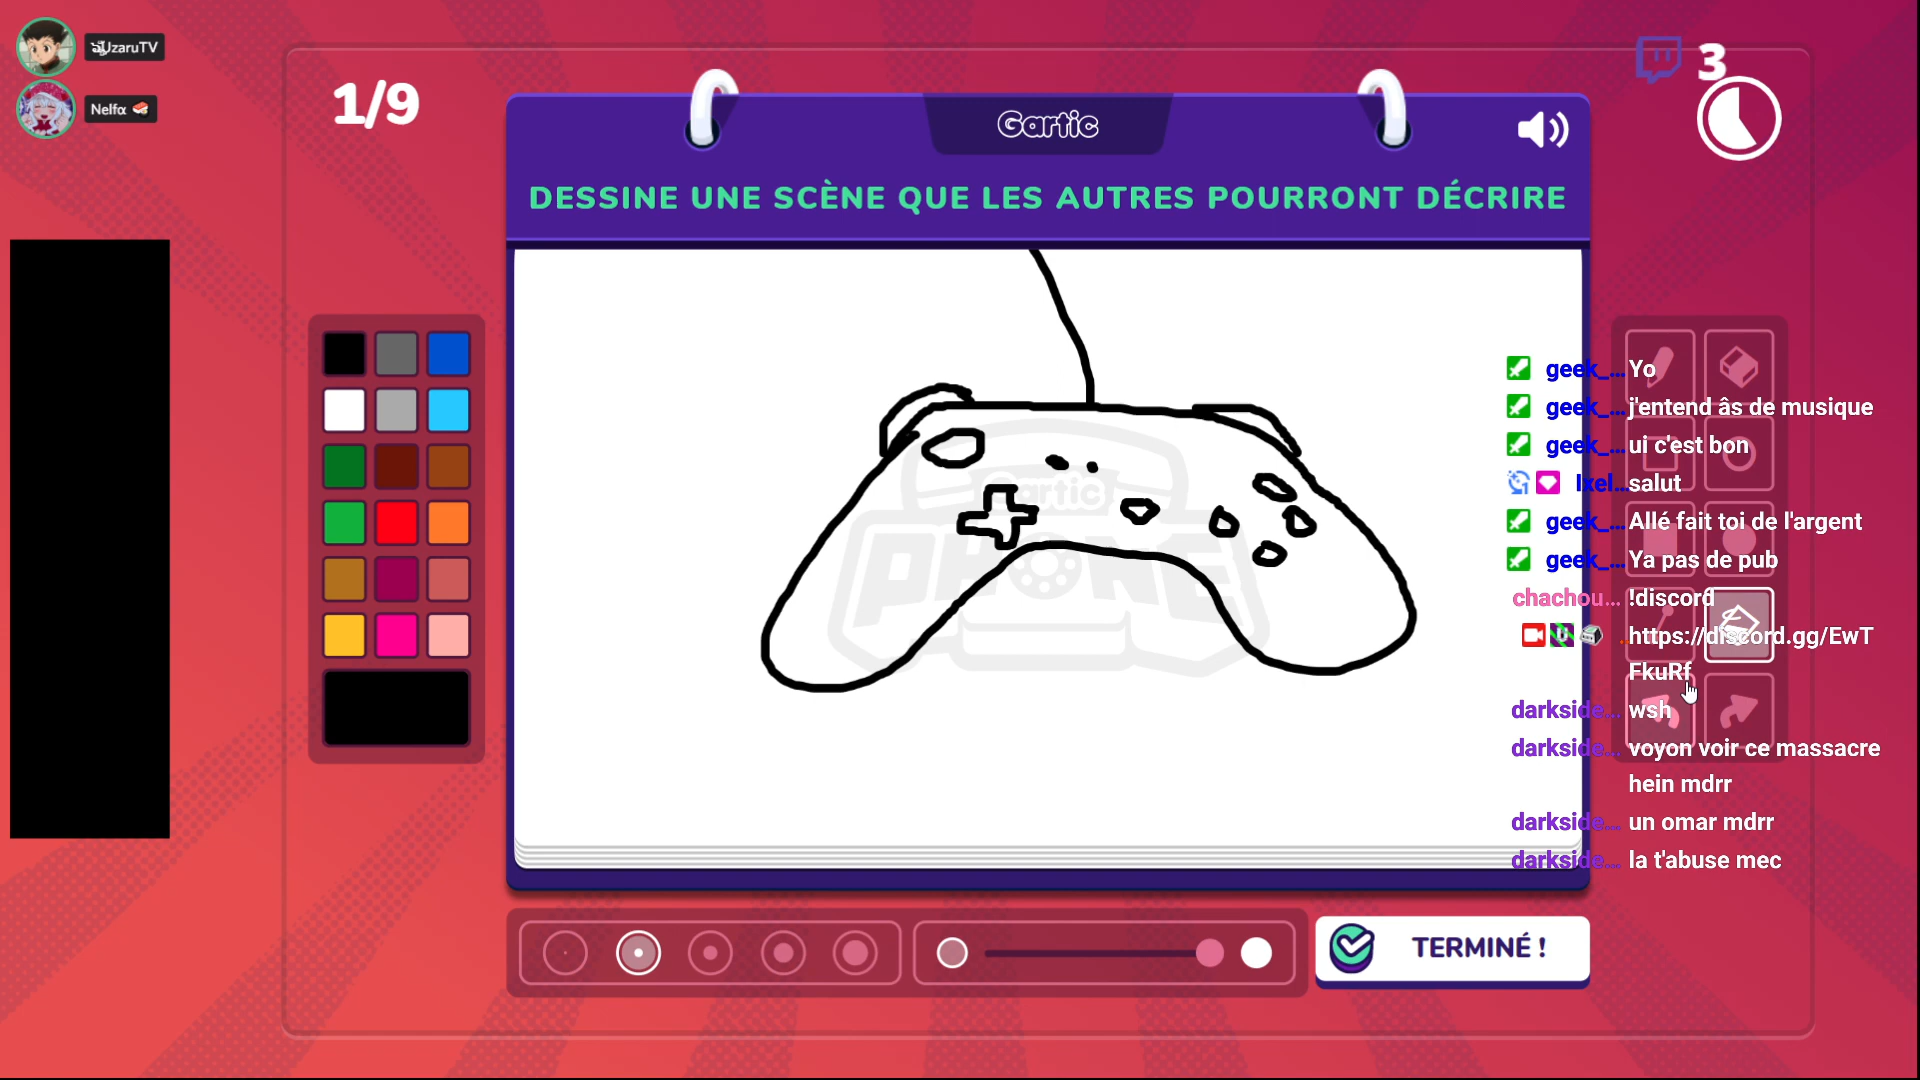 UzaruTV
Nelfα
1/9
3
Gartic
DESSINE UNE SCÈNE QUE LES AUTRES POURRONT DÉCRIRE
Gartic
PHONE
geek_... Yo
geek_... j'entend âs de musique
geek_... ui c'est bon
Ixel... salut
geek_... Allé fait toi de l'argent
geek_... Ya pas de pub
chachou... !discord
https://discord.gg/EwT
FkuRf
darkside... wsh
darkside... voyon voir ce massacre
hein mdrr
darkside... un omar mdrr
darkside... la t'abuse mec
TERMINÉ !